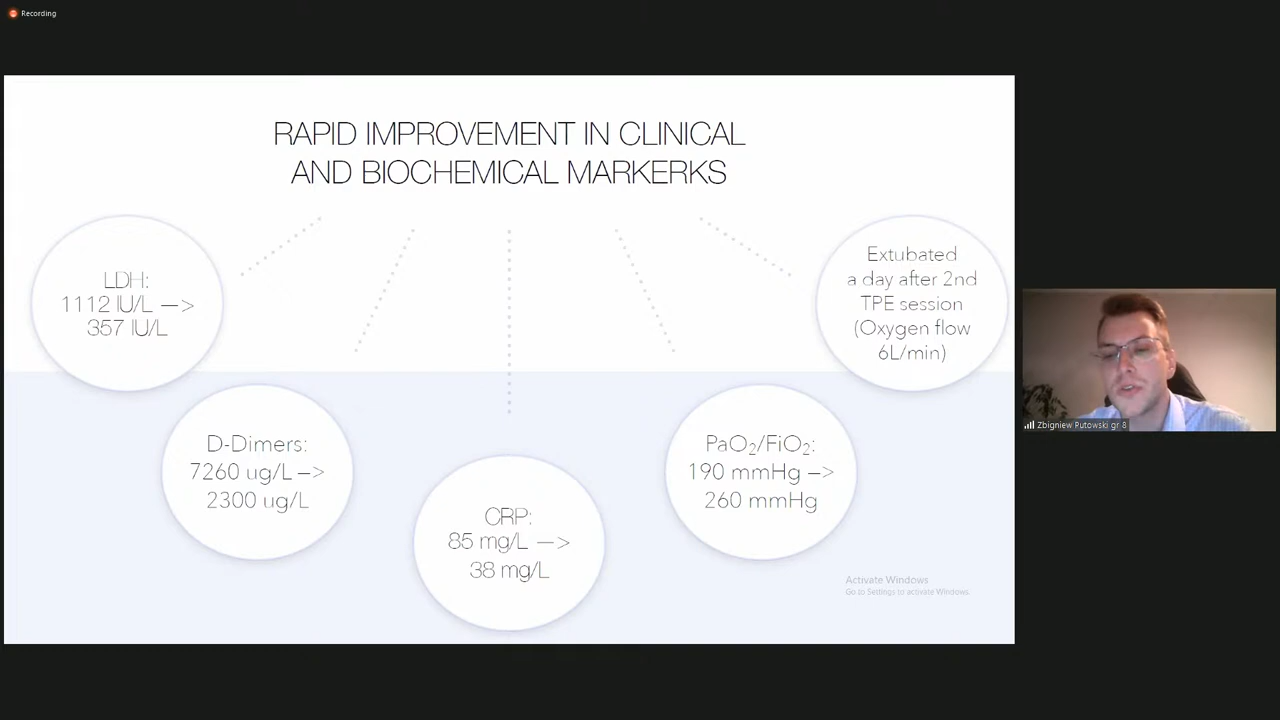 Recording
RAPID IMPROVEMENT IN CLINICAL
AND BIOCHEMICAL MARKERKS
LDH:
1112 IU/L —>
357 IU/L
D-Dimers:
7260 ug/L —>
2300 ug/L
CRP:
85 mg/L —>
38 mg/L
PaO₂/FiO₂:
190 mmHg —>
260 mmHg
Extubated
a day after 2nd
TPE session
(Oxygen flow
6L/min)
Activate Windows
Go to Settings to activate Windows.
Zbigniew Putowski gr 8